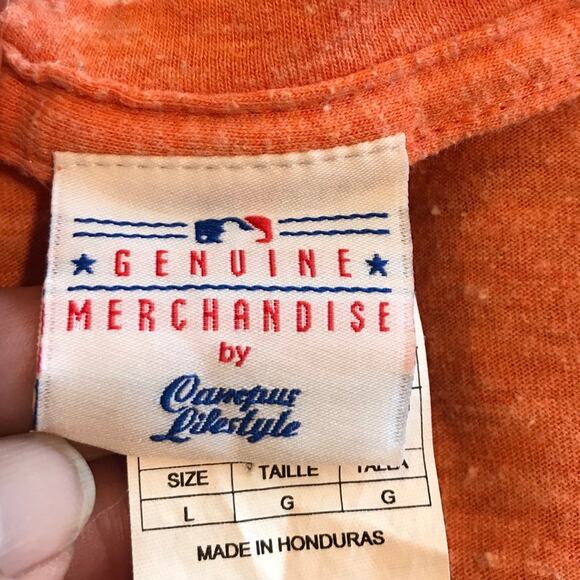 GENUINE
MERCHANDISE
by
Campus
Lifestyle
SIZE TAILLE TALLA
L G G
MADE IN HONDURAS